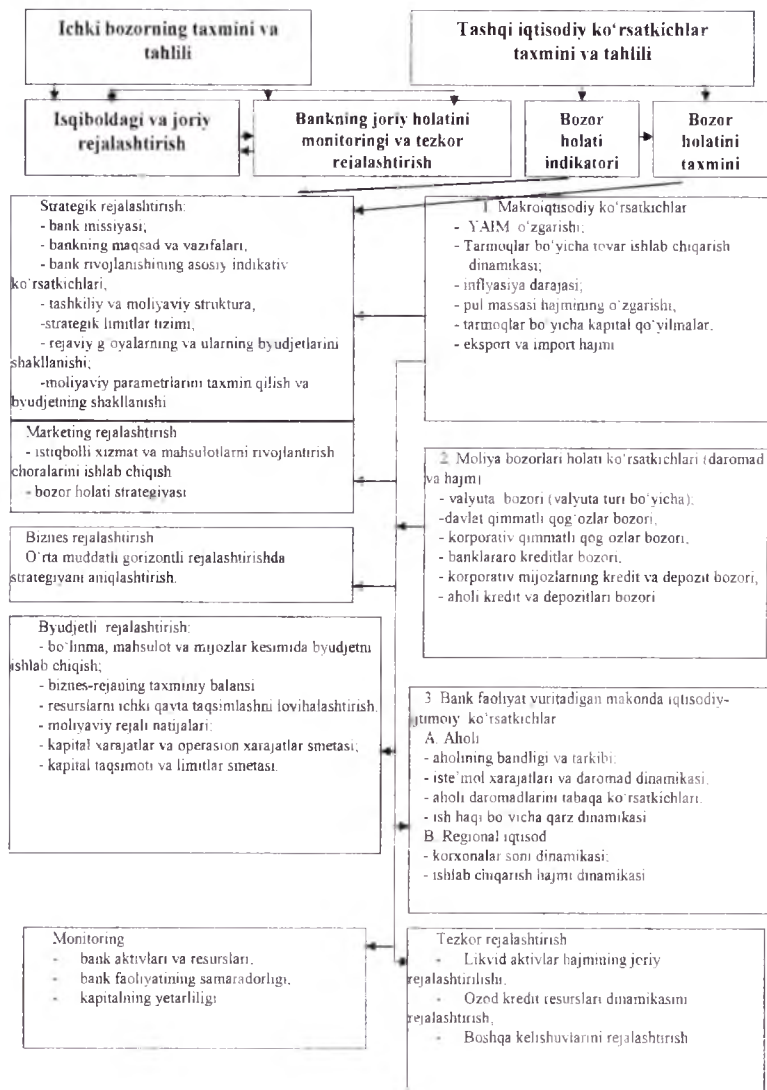 Ichki bozorning taxmini va
tahlili
Tashqi iqtisodiy ko‘rsatkichlar
taxmini va tahlili
Isqiboldagi va joriy
rejalashtirish
Bankning joriy holatini
monitoringi va tezkor
rejalashtirish
Bozor
holati
indikatori
Bozor
holatini
taxmini
Strategik rejalashtirish:
- bank missiyasi;
- bankning maqsad va vazifalari,
- bank rivojlanishining asosiy indikativ
ko‘rsatkichlari,
- tashkiliy va moliyaviy struktura,
-strategik limitlar tizimi;
- rejaviy g‘oyalarning va ularning byudjetlarini
shakllanishi;
-moliyaviy parametrlarini taxmin qilish va
byudjetning shakllanishi
Marketing rejalashtirish
- istiqbolli xizmat va mahsulotlarni rivojlantirish
choralarini ishlab chiqish
- bozor holati strategiyasi
Biznes rejalashtirish
O‘rta muddatli gorizontli rejalashtirishda
strategiyani aniqlashtirish.
Byudjetli rejalashtirish:
- bo‘linma, mahsulot va mijozlar kesimida byudjetni
ishlab chiqish;
- biznes-rejaning taxminiy balansi
- resurslarni ichki qavta taqsimlashni lovihalashtirish.
- moliyaviy rejali natijalari:
- kapital xarajatlar va operasion xarajatlar smetasi;
- kapital taqsimoti va limitlar smetasi.
Monitoring
- bank aktivlari va resurslari,
- bank faoliyatining samaradorligi,
- kapitalning yetarliligi
1. Makroiqtisodiy ko‘rsatkichlar
- YAIM o‘zgarishi;
- Tarmoqlar bo‘yicha tovar ishlab chiqarish
dinamikasi;
- inflyasiya darajasi;
- pul massasi hajmining o‘zgarishi,
- tarmoqlar bo‘yicha kapital qo‘yilmalar.
- eksport va import hajmi
2. Moliya bozorlari holati ko‘rsatkichlari (daromad
va hajm)
- valyuta bozori (valyuta turi bo‘yicha);
-davlat qimmatli qog‘ozlar bozori,
- korporativ qimmatli qog‘ozlar bozori,
- banklararo kreditlar bozori,
- korporativ mijozlarning kredit va depozit bozori,
- aholi kredit va depozitlari bozori
3. Bank faoliyat yuritadigan makonda iqtisodiy-
ijtimoiy ko‘rsatkichlar
A. Aholi
- aholining bandligi va tarkibi;
- iste’mol xarajatlari va daromad dinamikasi,
- aholi daromadlarini tabaqa ko‘rsatkichlari.
- ish haqi bo‘yicha qarz dinamikasi
B. Regional iqtisod
- korxonalar soni dinamikasi;
- ishlab chiqarish hajmi dinamikasi
Tezkor rejalashtirish
- Likvid aktivlar hajmining joriy
rejalashtirilishi,
- Ozod kredit resurslari dinamikasini
rejalashtirish,
- Boshqa kelishuvlarini rejalashtirish